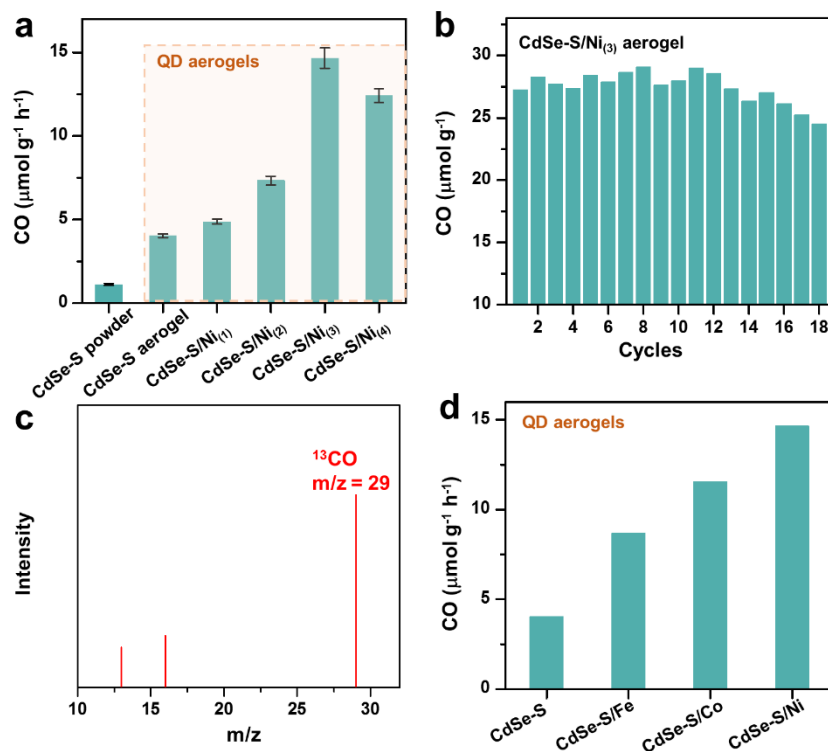 a
QD aerogels
CO (μmol g⁻¹ h⁻¹)
15
10
5
0
CdSe-S powder
CdSe-S aerogel
CdSe-S/Ni₍₁₎
CdSe-S/Ni₍₂₎
CdSe-S/Ni₍₃₎
CdSe-S/Ni₍₄₎
b
CdSe-S/Ni₍₃₎ aerogel
CO (μmol g⁻¹)
35
30
25
20
15
10
2 4 6 8 10 12 14 16 18
Cycles
c
¹³CO
m/z = 29
Intensity
10 15 20 25 30
m/z
d
QD aerogels
CO (μmol g⁻¹ h⁻¹)
15
10
5
0
CdSe-S
CdSe-S/Fe
CdSe-S/Co
CdSe-S/Ni